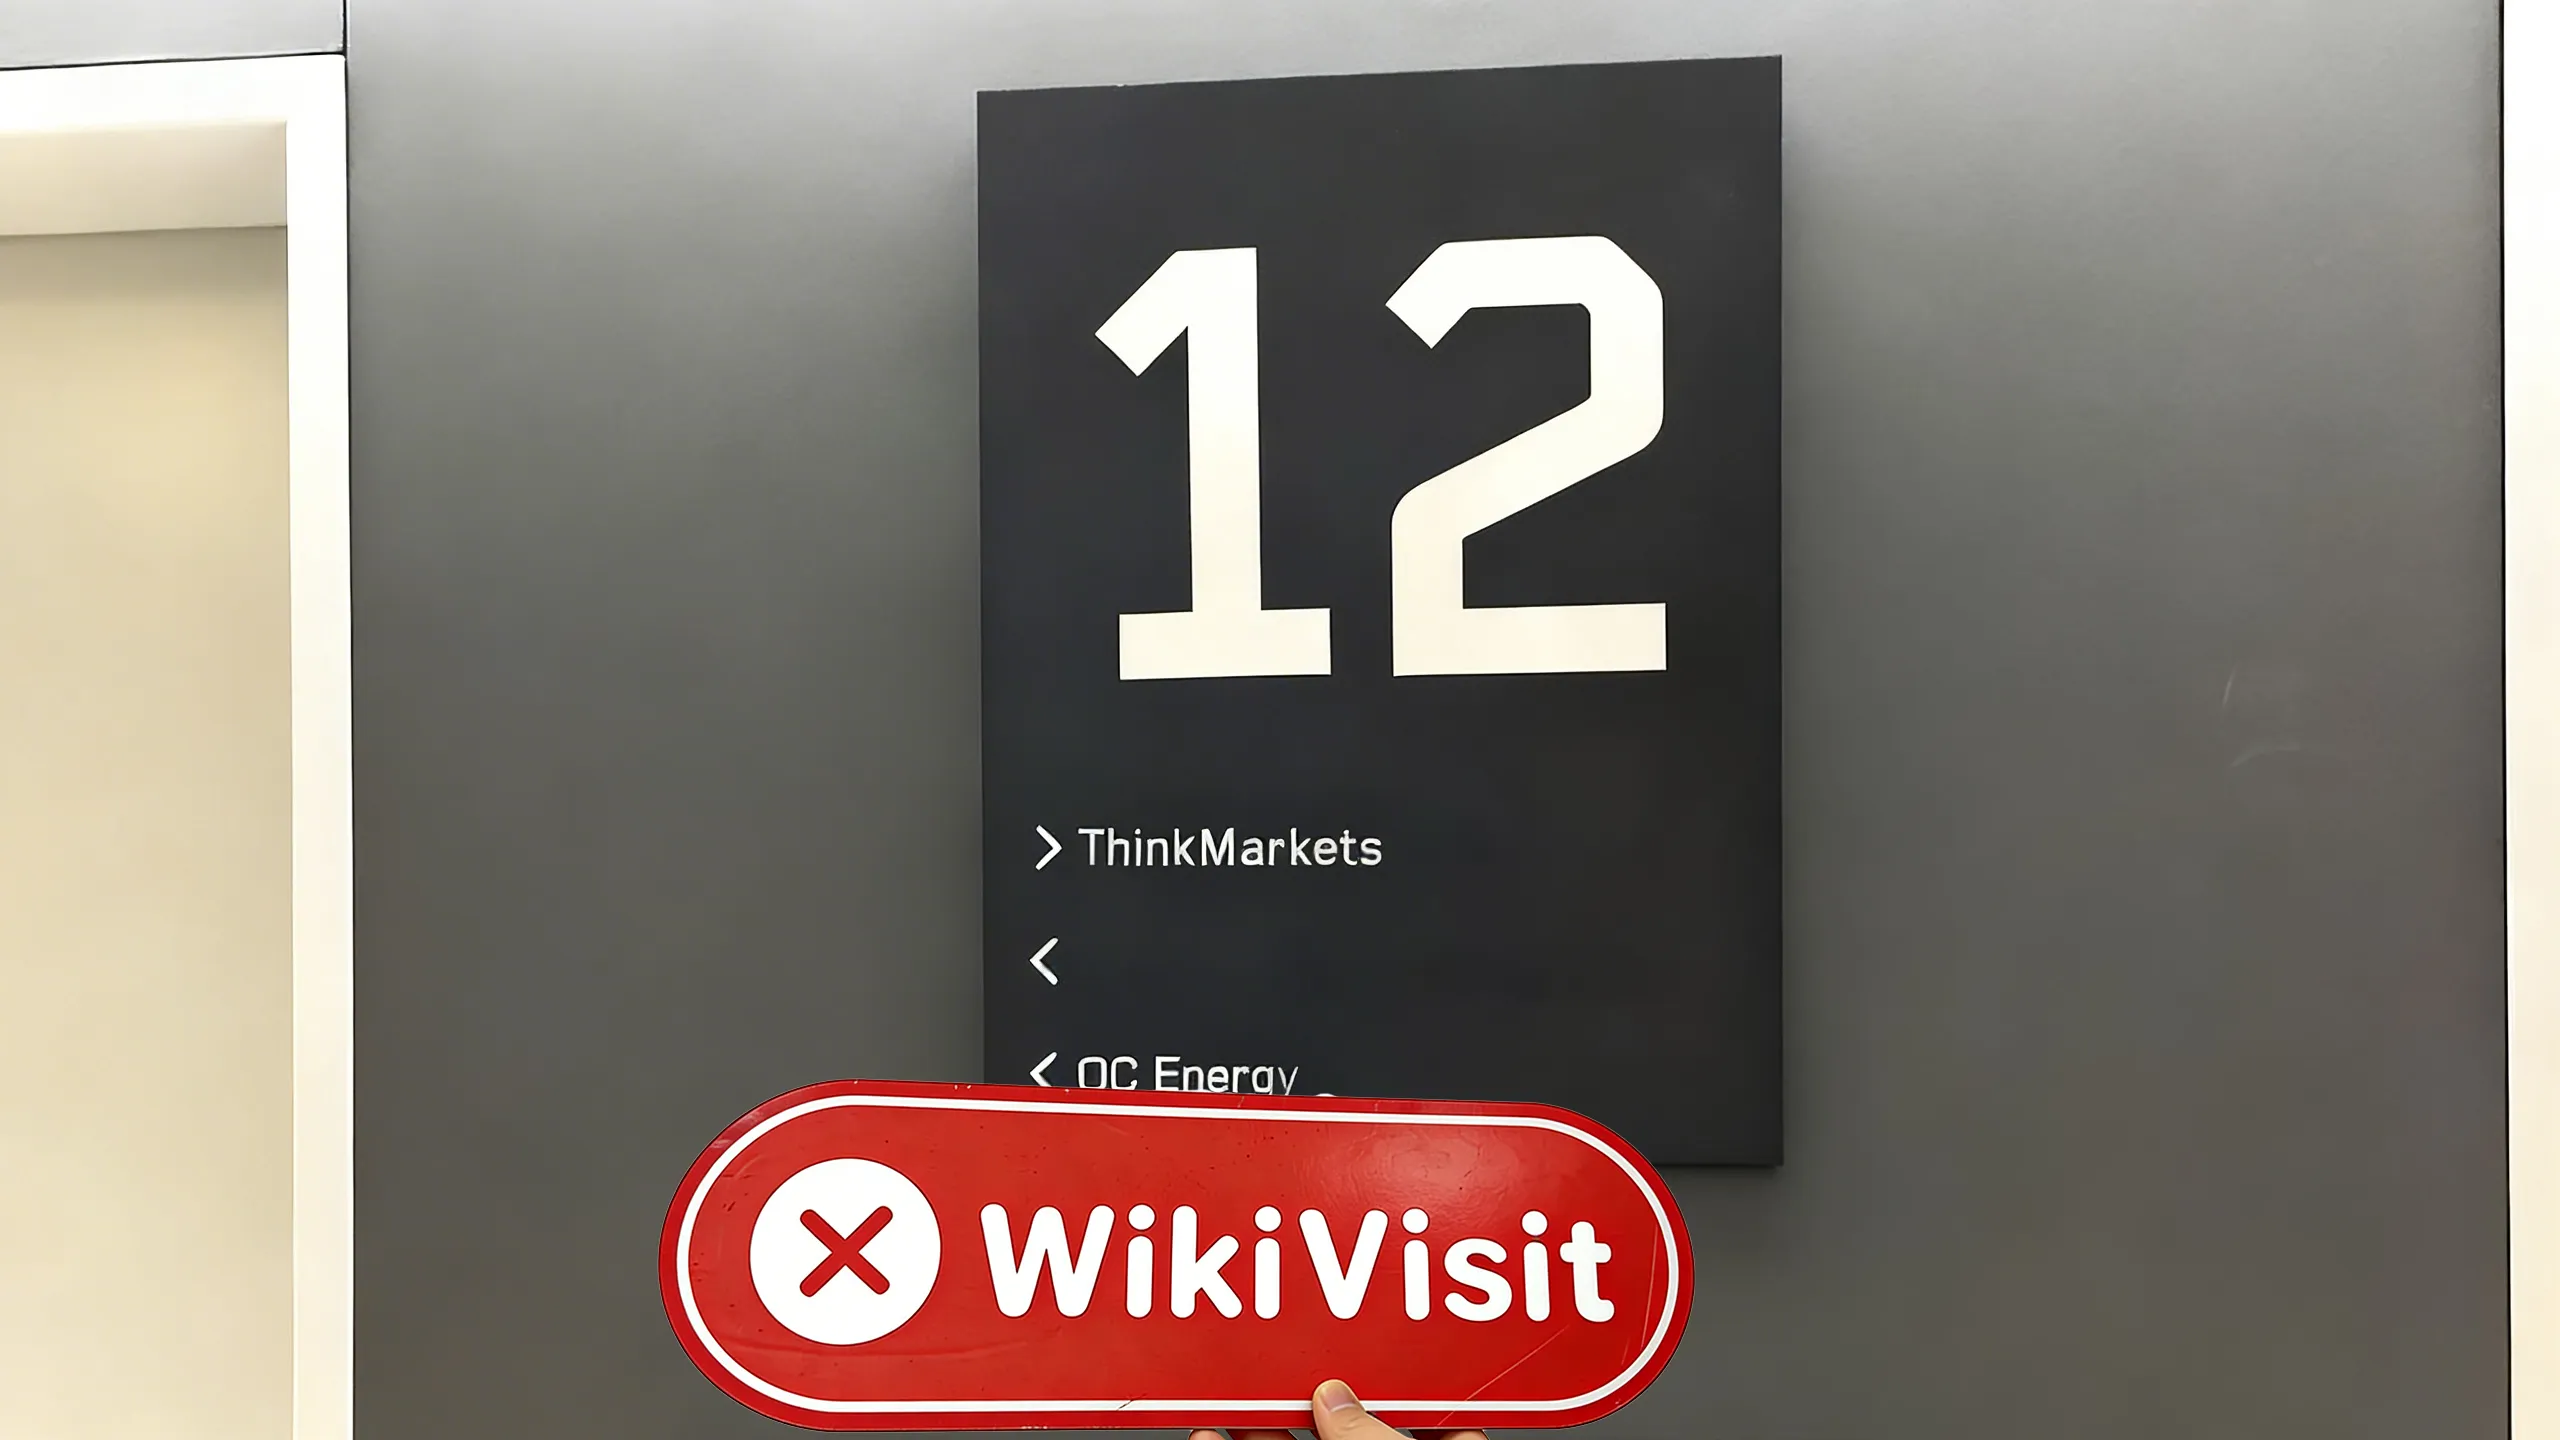 12
> ThinkMarkets
<
< OC Energy
WikiVisit